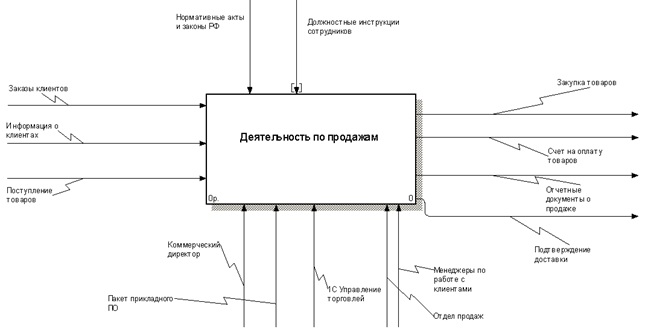 Нормативные акты
и законы РФ
Должностные инструкции
сотрудников
Заказы клиентов
Информация о
клиентах
Поступление
товаров
Деятельность по продажам
0р.
0
Закупка товаров
Счет на оплату
товаров
Отчетные
документы о
продаже
Подтверждение
доставки
Коммерческий
директор
Пакет прикладного
ПО
1С Управление
торговлей
Менеджеры по
работе с
клиентами
Отдел продаж